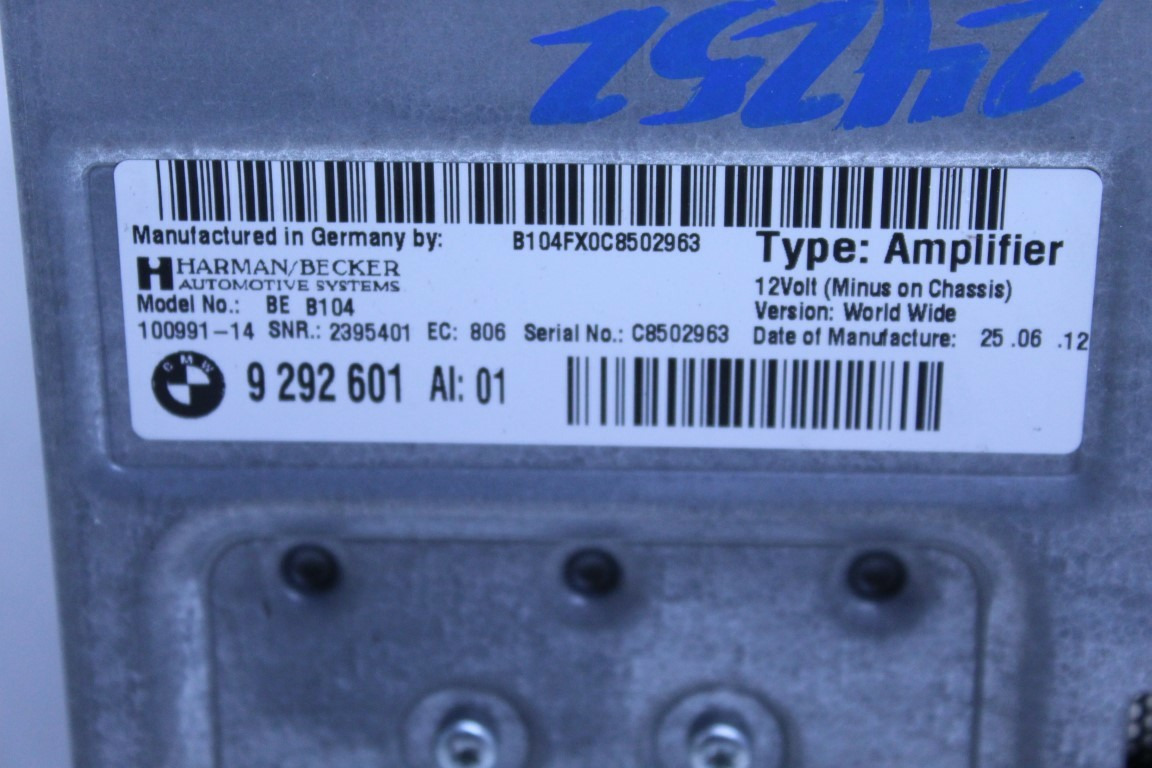 24252
Manufactured in Germany by:
B104FX0C8502963
Type: Amplifier
HARMAN/BECKER
AUTOMOTIVE SYSTEMS
12Volt (Minus on Chassis)
Model No.: BE B104
Version: World Wide
100991-14 SNR.: 2395401 EC: 806 Serial No.: C8502963
Date of Manufacture: 25.06.12
BMW
9 292 601 AI: 01